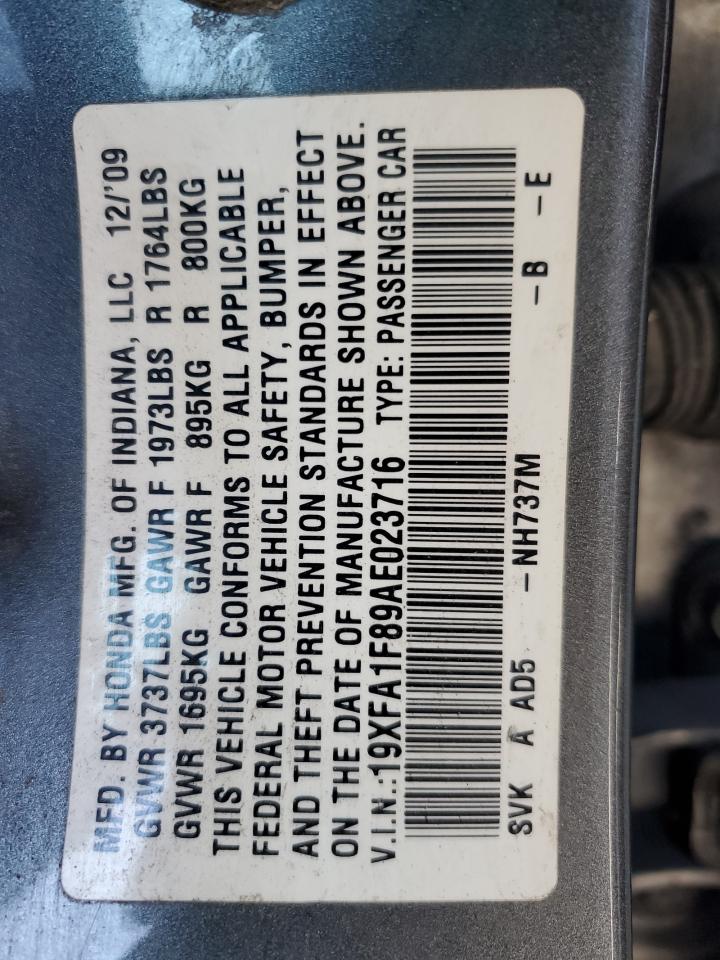 MFD. BY HONDA MFG. OF INDIANA, LLC 12/'09
GVWR 3737LBS GAWR F 1973LBS R 1764LBS
GVWR 1695KG GAWR F 895KG R 800KG
THIS VEHICLE CONFORMS TO ALL APPLICABLE
FEDERAL MOTOR VEHICLE SAFETY, BUMPER,
AND THEFT PREVENTION STANDARDS IN EFFECT
ON THE DATE OF MANUFACTURE SHOWN ABOVE.
V.I.N.:19XFA1F89AE023716 TYPE: PASSENGER CAR
SVK A AD5 -NH737M -B -E